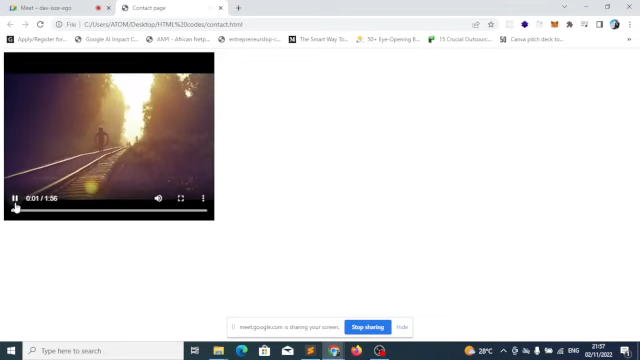 Meet – dev-isze-ego
Contact page
File | C:/Users/ATOM/Desktop/HTML%20codes/contact.html
Apply/Register for
Google AI Impact C...
AMPI - African Netp...
entrepreneurship-c...
The Smart Way To...
50+ Eye-Opening B...
15 Crucial Outsourc...
Canva pitch deck to...
0:01 / 1:56
meet.google.com is sharing your screen.
Stop sharing
Hide
Type here to search
28°C
ENG
21:57
02/11/2022